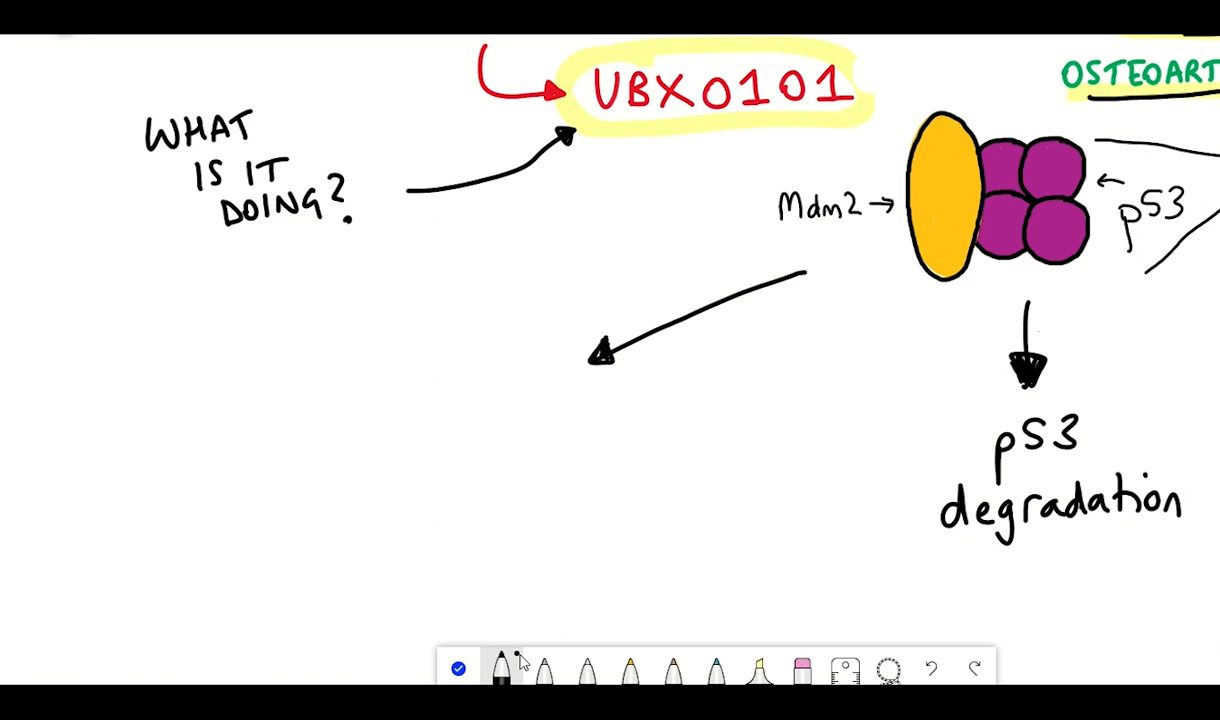 UBX0101
OSTEOART
WHAT
IS IT
DOING?
Mdm2
p53
p53
degradation